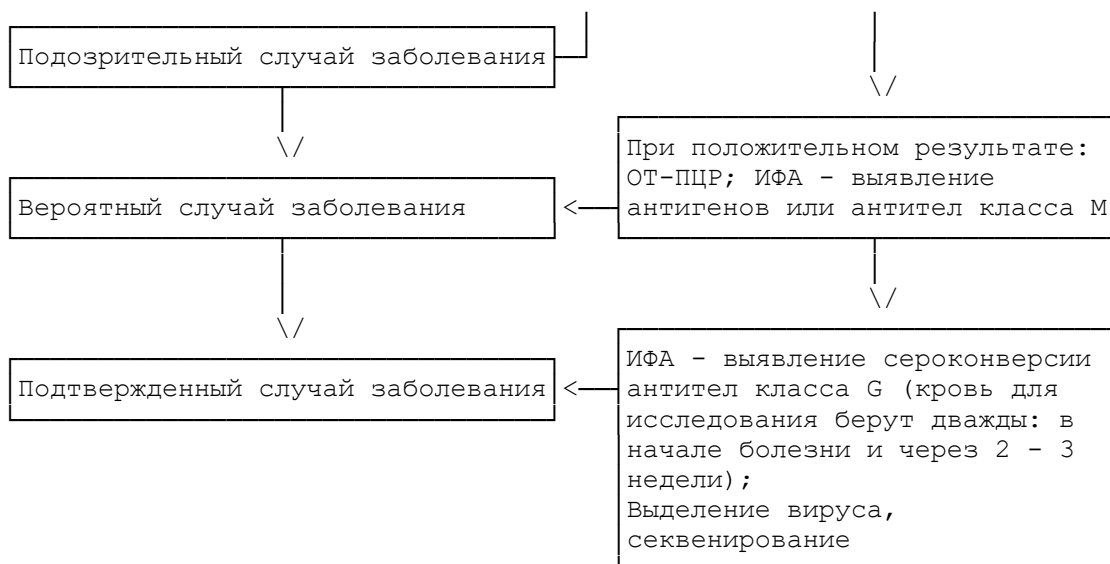 Подозрительный случай заболевания
При положительном результате:
ОТ-ПЦР; ИФА - выявление
антигенов или антител класса М
Вероятный случай заболевания
ИФА - выявление сероконверсии
антител класса G (кровь для
исследования берут дважды: в
начале болезни и через 2 - 3
недели);
Выделение вируса,
секвенирование
Подтвержденный случай заболевания